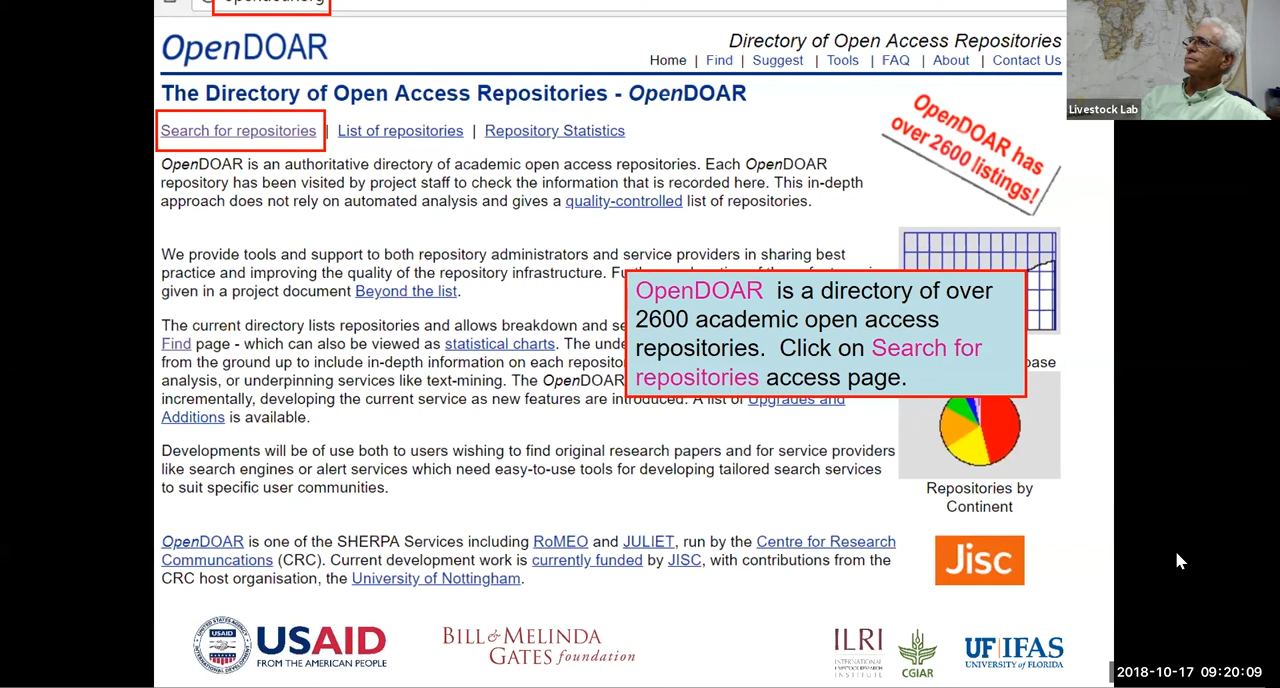 OpenDOAR
Directory of Open Access Repositories
Home | Find | Suggest | Tools | FAQ | About | Contact Us
Livestock Lab
The Directory of Open Access Repositories - OpenDOAR
Search for repositories | List of repositories | Repository Statistics
OpenDOAR has
over 2600 listings!
OpenDOAR is an authoritative directory of academic open access repositories. Each OpenDOAR
repository has been visited by project staff to check the information that is recorded here. This in-depth
approach does not rely on automated analysis and gives a quality-controlled list of repositories.
We provide tools and support to both repository administrators and service providers in sharing best
practice and improving the quality of the repository infrastructure.
given in a project document Beyond the list.
OpenDOAR is a directory of over
2600 academic open access
repositories. Click on Search for
repositories access page.
The current directory lists repositories and allows breakdown and
Find page - which can also be viewed as statistical charts. The
from the ground up to include in-depth information on each
analysis, or underpinning services like text-mining. The OpenDOAR
incrementally, developing the current service as new features are introduced. A list of Upgrades and
Additions is available.
Developments will be of use both to users wishing to find original research papers and for service providers
like search engines or alert services which need easy-to-use tools for developing tailored search services
to suit specific user communities.
Repositories by
Continent
OpenDOAR is one of the SHERPA Services including RoMEO and JULIET, run by the Centre for Research
Communcations (CRC). Current development work is currently funded by JISC, with contributions from the
CRC host organisation, the University of Nottingham.
Jisc
USAID
FROM THE AMERICAN PEOPLE
BILL & MELINDA
GATES foundation
ILRI
INTERNATIONAL
LIVESTOCK RESEARCH
INSTITUTE
CGIAR
UF IFAS
UNIVERSITY of FLORIDA
2018-10-17 09:20:09